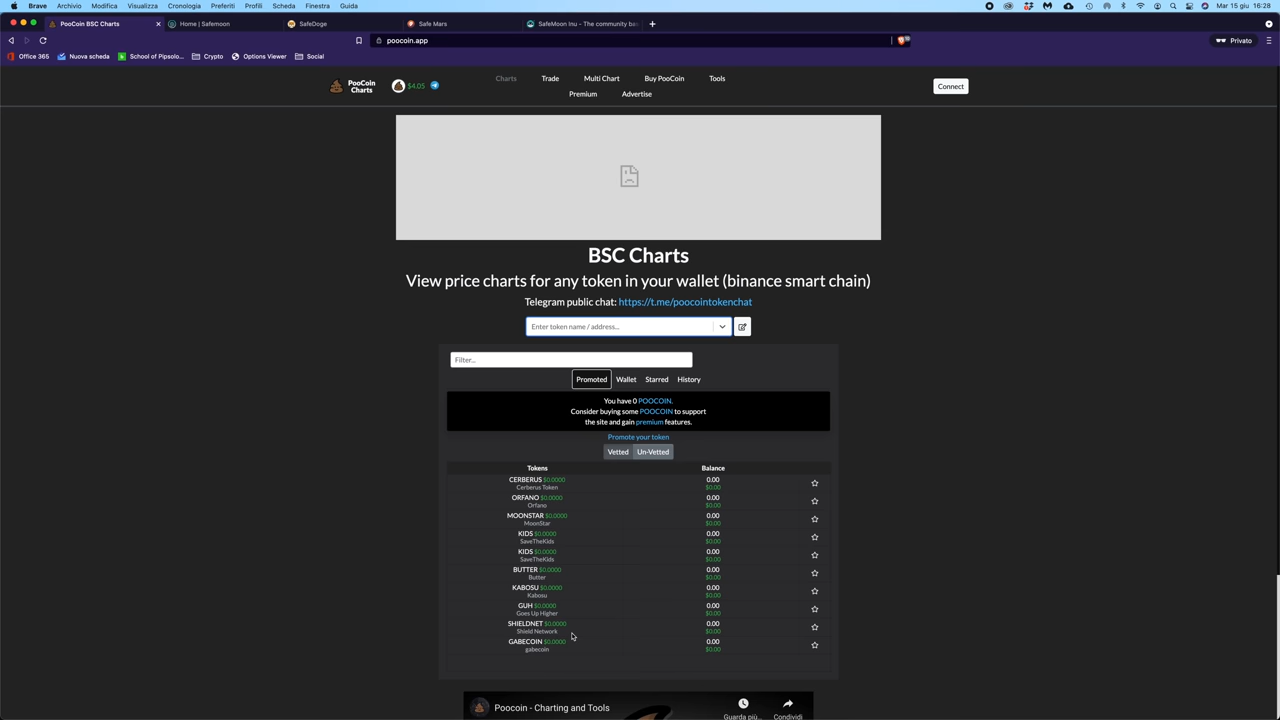 Brave Archivio Modifica Visualizza Cronologia Preferiti Profili Scheda Finestra Guida Mar 15 giu 16:28
PooCoin BSC Charts Home | Safemoon SafeDoge Safe Mars SafeMoon Inu - The community ba
poocoin.app Privato
Office 365 Nuova scheda School of Pipsolo... Crypto Options Viewer Social
PooCoin
Charts
$4.05
Charts Trade Multi Chart Buy PooCoin Tools
Premium Advertise
Connect
BSC Charts
View price charts for any token in your wallet (binance smart chain)
Telegram public chat: https://t.me/poocointokenchat
Enter token name / address...
Filter...
Promoted Wallet Starred History
You have 0 POOCOIN.
Consider buying some POOCOIN to support
the site and gain premium features.
Promote your token
Vetted Un-Vetted
Tokens Balance
CERBERUS $0.0000 0.00
Cerberus Token $0.00
ORFANO $0.0000 0.00
Orfano $0.00
MOONSTAR $0.0000 0.00
MoonStar $0.00
KIDS $0.0000 0.00
SaveTheKids $0.00
KIDS $0.0000 0.00
SaveTheKids $0.00
BUTTER $0.0000 0.00
Butter $0.00
KABOSU $0.0000 0.00
Kabosu $0.00
GUH $0.0000 0.00
Goes Up Higher $0.00
SHIELDNET $0.0000 0.00
Shield Network $0.00
GABECOIN $0.0000 0.00
gabecoin $0.00
Poocoin - Charting and Tools
Guarda più... Condividi